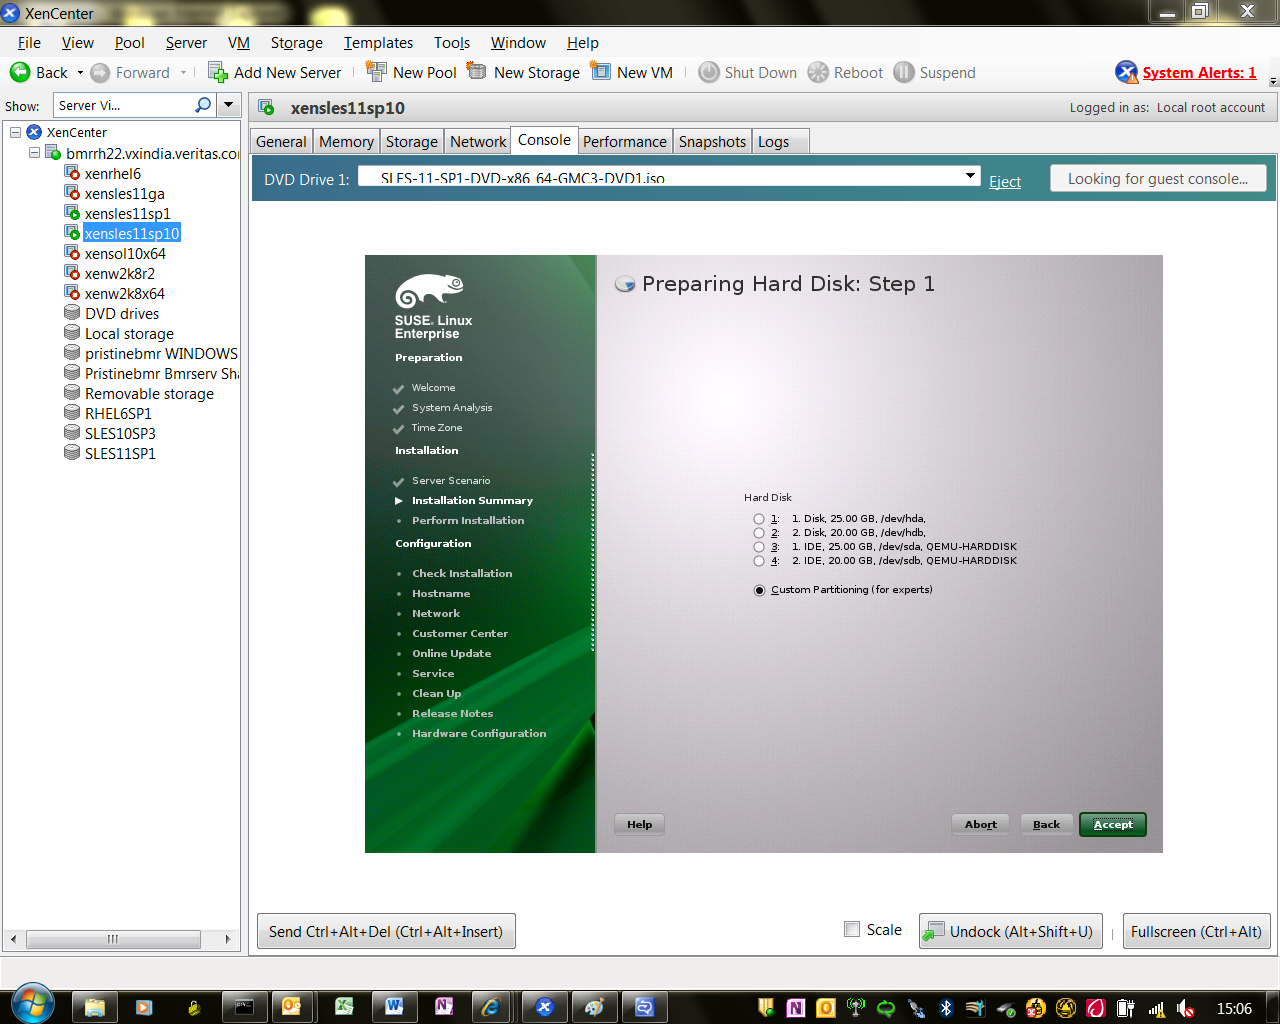 XenCenter
File View Pool Server VM Storage Templates Tools Window Help
Back Forward Add New Server New Pool New Storage New VM Shut Down Reboot Suspend System Alerts: 1
Show: Server Vi...
xensles11sp10
Logged in as: Local root account
XenCenter
bmrrh22.vxindia.veritas.co
xenrhel6
xensles11ga
xensles11sp1
xensles11sp10
xensol10x64
xenw2k8r2
xenw2k8x64
DVD drives
Local storage
pristinebmr WINDOWS
Pristinebmr Bmrserv Sha
Removable storage
RHEL6SP1
SLES10SP3
SLES11SP1
General Memory Storage Network Console Performance Snapshots Logs
DVD Drive 1: SLES-11-SP1-DVD-x86_64-GMC3-DVD1.iso Eject Looking for guest console...
SUSE® Linux
Enterprise
Preparation
Welcome
System Analysis
Time Zone
Installation
Server Scenario
Installation Summary
Perform Installation
Configuration
Check Installation
Hostname
Network
Customer Center
Online Update
Service
Clean Up
Release Notes
Hardware Configuration
Preparing Hard Disk: Step 1
Hard Disk
1: 1. Disk, 25.00 GB, /dev/hda,
2: 2. Disk, 20.00 GB, /dev/hdb,
3: 1. IDE, 25.00 GB, /dev/sda, QEMU-HARDDISK
4: 2. IDE, 20.00 GB, /dev/sdb, QEMU-HARDDISK
Custom Partitioning (for experts)
Help Abort Back Accept
Send Ctrl+Alt+Del (Ctrl+Alt+Insert) Scale Undock (Alt+Shift+U) Fullscreen (Ctrl+Alt)
15:06